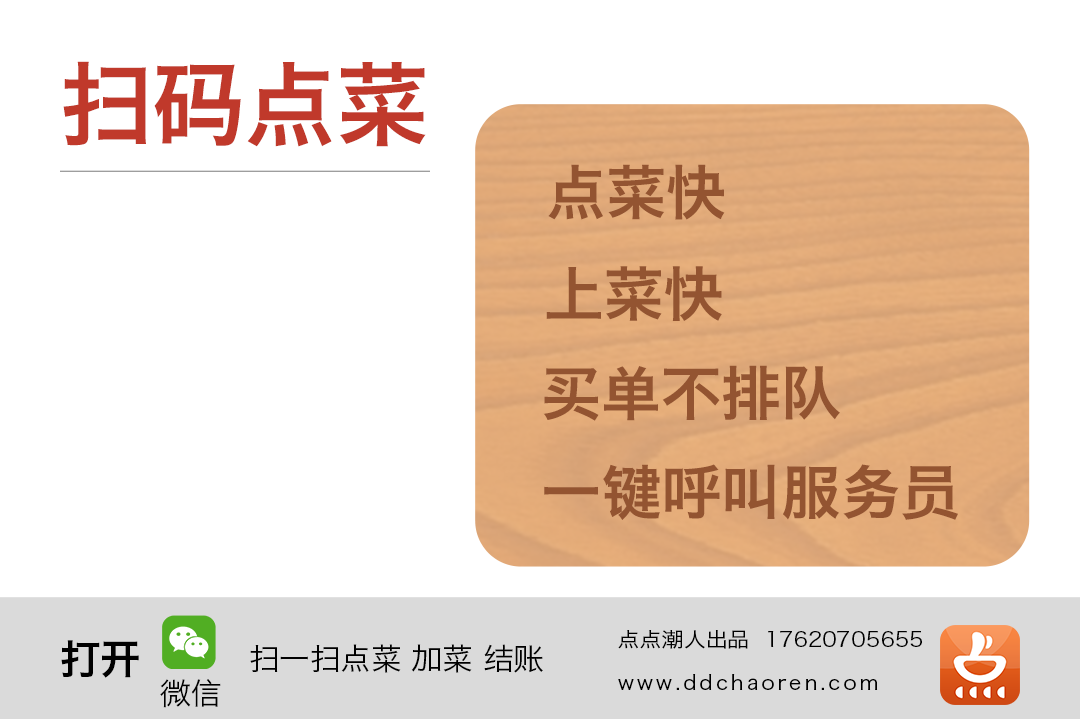 扫码点菜
点菜快
上菜快
买单不排队
一键呼叫服务员
打开
微信
扫一扫点菜 加菜 结账
点点潮人出品 17620705655
www.ddchaoren.com